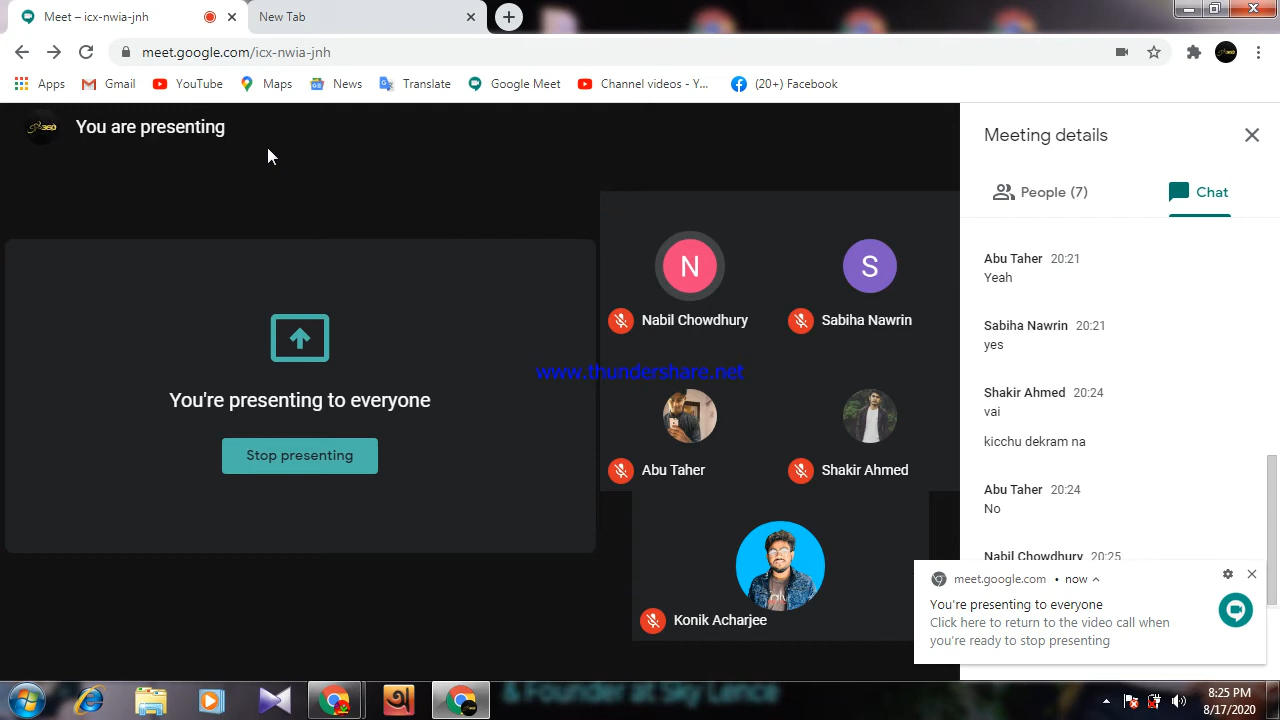 Meet – icx-nwia-jnh
New Tab
meet.google.com/icx-nwia-jnh
Apps
Gmail
YouTube
Maps
News
Translate
Google Meet
Channel videos - Y...
(20+) Facebook
You are presenting
You're presenting to everyone
Stop presenting
N
Nabil Chowdhury
S
Sabiha Nawrin
www.thundershare.net
Abu Taher
Shakir Ahmed
Konik Acharjee
Meeting details
People (7)
Chat
Abu Taher 20:21
Yeah
Sabiha Nawrin 20:21
yes
Shakir Ahmed 20:24
vai
kicchu dekram na
Abu Taher 20:24
No
Nabil Chowdhury 20:25
meet.google.com • now
You're presenting to everyone
Click here to return to the video call when
you're ready to stop presenting
অ
8:25 PM
8/17/2020